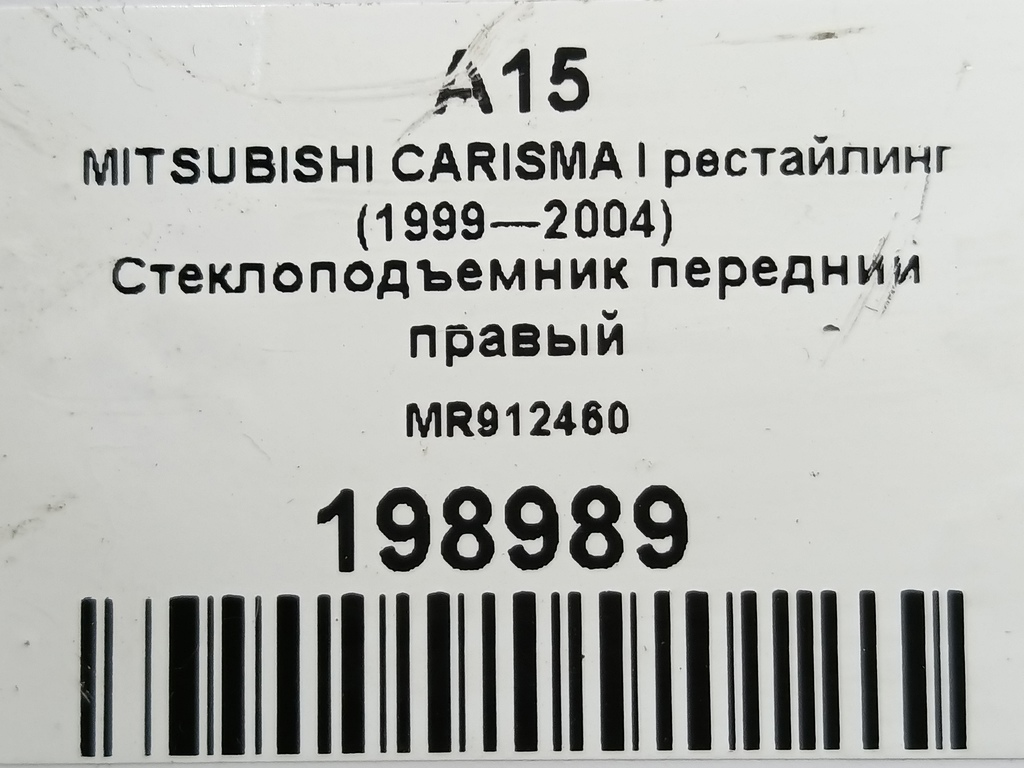 A15
MITSUBISHI CARISMA I рестайлинг
(1999—2004)
Стеклоподъемник передний
правый
MR912460
198989